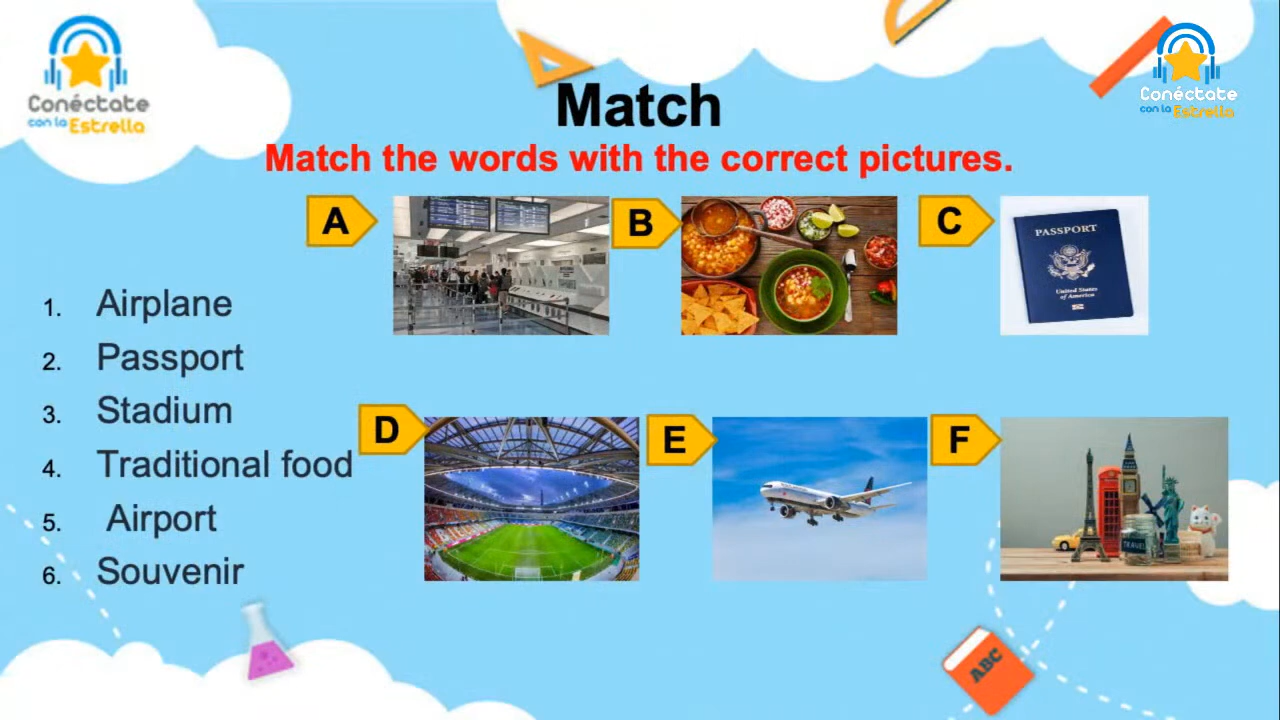 Conéctate
con la Estrella
Conéctate
con la Estrella
Match
Match the words with the correct pictures.
A
B
C
PASSPORT
United States
of America
1. Airplane
2. Passport
3. Stadium
4. Traditional food
5. Airport
6. Souvenir
D
E
F
TRAVEL
ABC